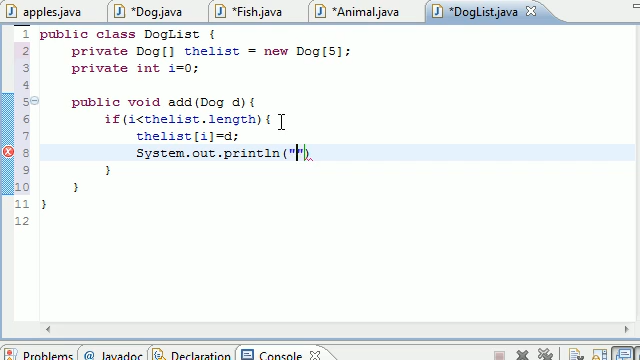 apples.java *Dog.java *Fish.java *Animal.java *DogList.java
1 public class DogList {
2 private Dog[] thelist = new Dog[5];
3 private int i=0;
4
5 public void add(Dog d){
6 if(i<thelist.length){
7 thelist[i]=d;
8 System.out.println("")
9 }
10 }
11 }
12
Problems @ Javadoc Declaration Console